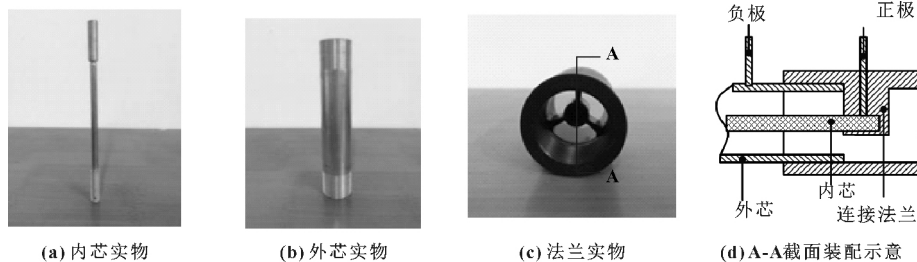 负极
正极
A
A
外芯
内芯
连接法兰
(a) 内芯实物
(b) 外芯实物
(c) 法兰实物
(d) A-A截面装配示意